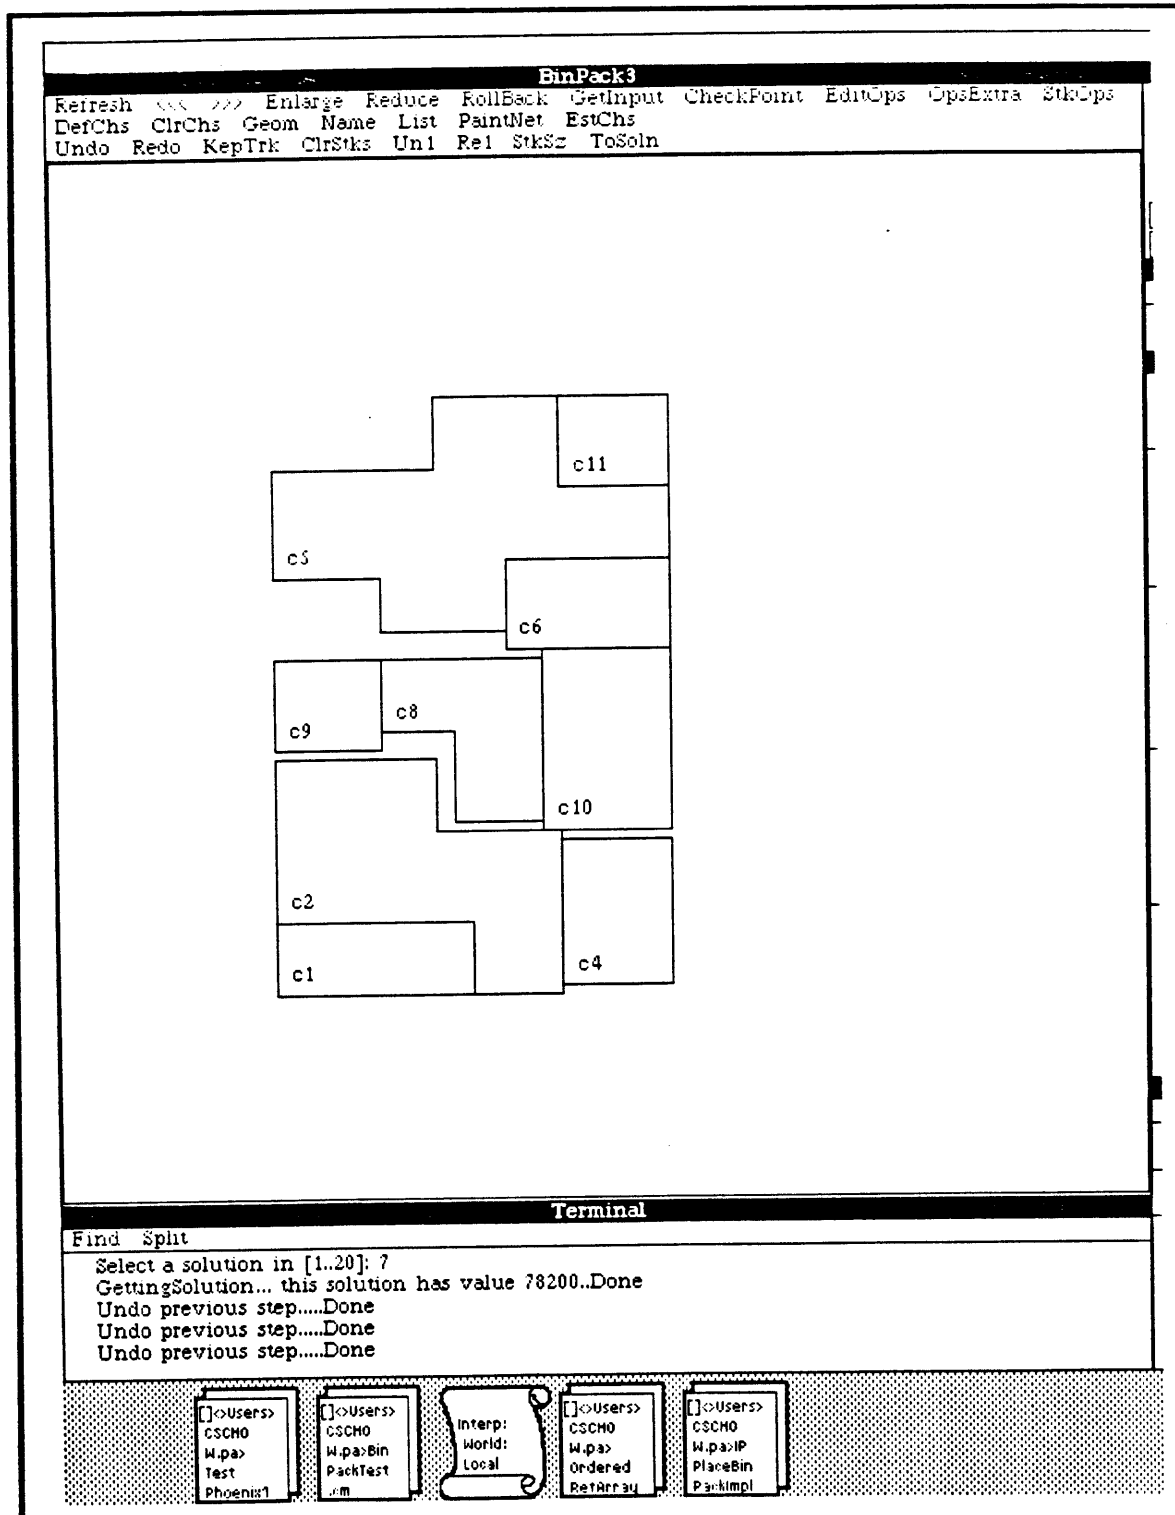 BinPack3
Refresh <<< >>> Enlarge Reduce RollBack GetInput CheckPoint EditOps OpsExtra StkOps
DefChs ClrChs Geom Name List PaintNet EstChs
Undo Redo KepTrk ClrStks Un1 Re1 StkSz ToSoln
c11
c5
c6
c8
c9
c10
c2
c1
c4
Terminal
Find Split
Select a solution in [1..20]: 7
GettingSolution... this solution has value 78200..Done
Undo previous step.....Done
Undo previous step.....Done
Undo previous step.....Done
[]<>Users>
CSCHO
W.pa>
Test
Phoenix1
[]<>Users>
CSCHO
W.pa>Bin
PackTest
.cm
Interp:
World:
Local
[]<>Users>
CSCHO
W.pa>
Ordered
RetArray
[]<>Users>
CSCHO
W.pa>IP
PlaceBin
PackImpl